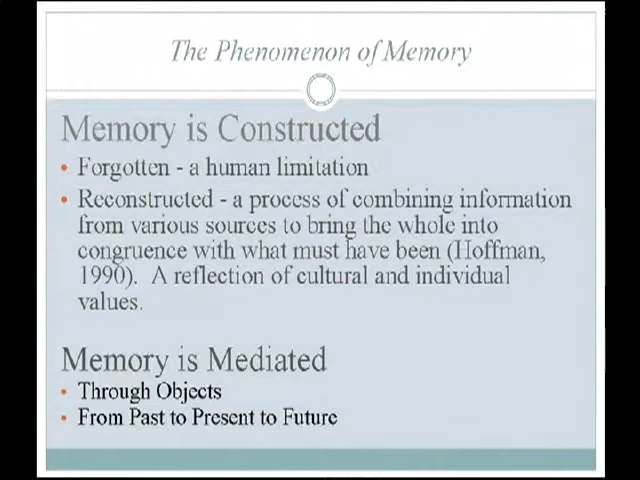 The Phenomenon of Memory
Memory is Constructed
• Forgotten - a human limitation
• Reconstructed - a process of combining information
from various sources to bring the whole into
congruence with what must have been (Hoffman,
1990). A reflection of cultural and individual
values.
Memory is Mediated
• Through Objects
• From Past to Present to Future